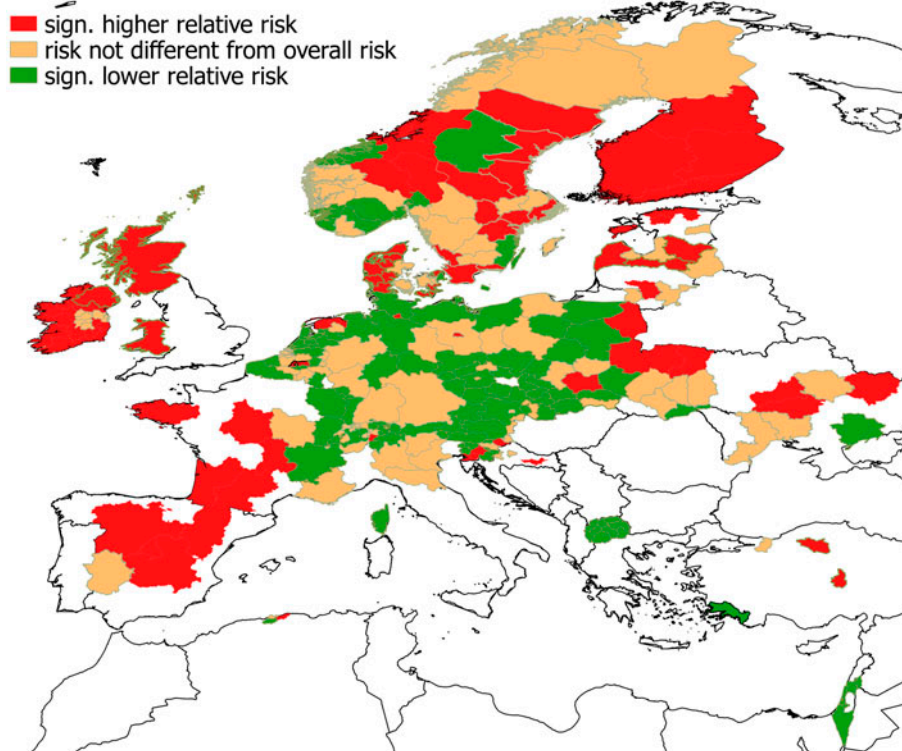 sign. higher relative risk
risk not different from overall risk
sign. lower relative risk